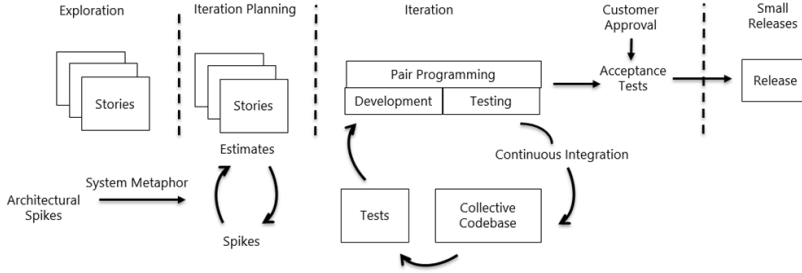 Exploration
Iteration Planning
Iteration
Customer
Approval
Small
Releases
Stories
Stories
Pair Programming
Development
Testing
Acceptance
Tests
Release
Estimates
Continuous Integration
System Metaphor
Architectural
Spikes
Spikes
Tests
Collective
Codebase